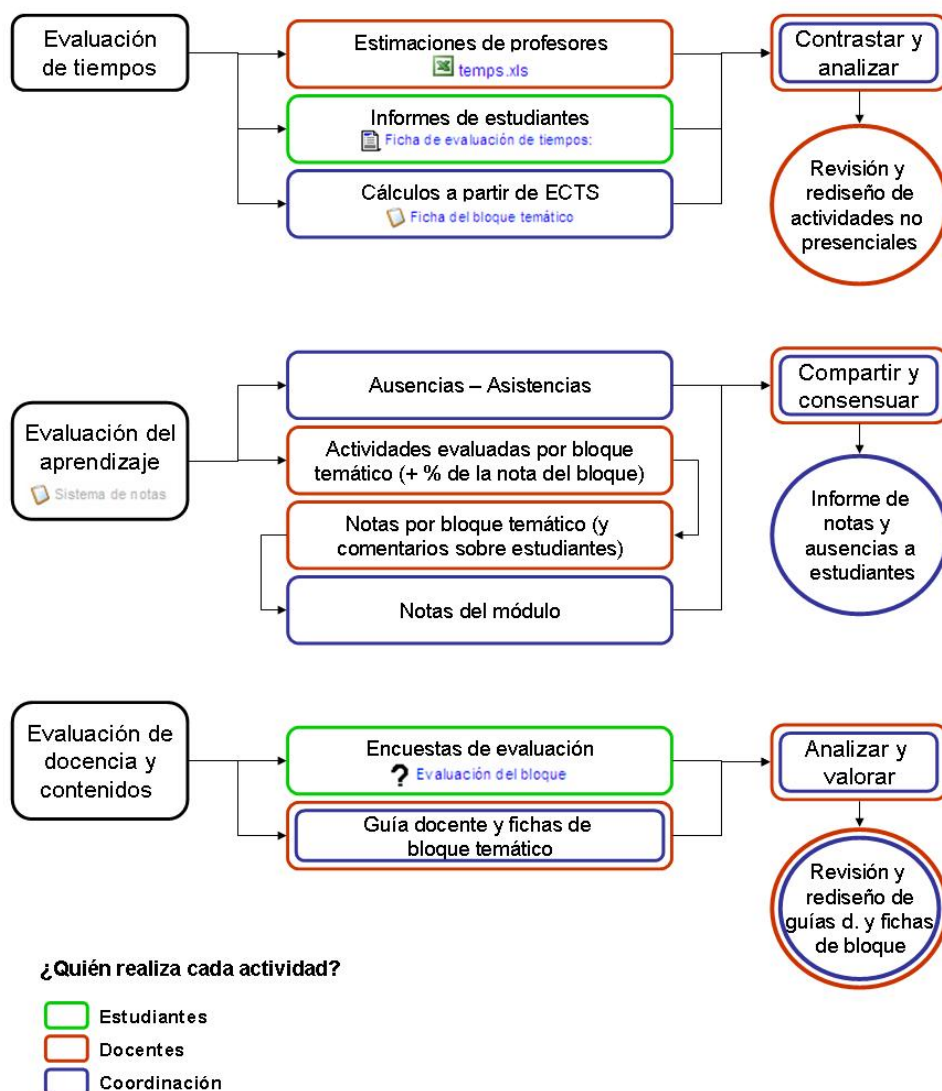 Evaluación
de tiempos
Estimaciones de profesores
temps.xls
Informes de estudiantes
Ficha de evaluación de tiempos:
Cálculos a partir de ECTS
Ficha del bloque temático
Contrastar y
analizar
Revisión y
rediseño de
actividades no
presenciales
Evaluación del
aprendizaje
Sistema de notas
Ausencias – Asistencias
Actividades evaluadas por bloque
temático (+ % de la nota del bloque)
Notas por bloque temático (y
comentarios sobre estudiantes)
Notas del módulo
Compartir y
consensuar
Informe de
notas y
ausencias a
estudiantes
Evaluación de
docencia y
contenidos
Encuestas de evaluación
? Evaluación del bloque
Guía docente y fichas de
bloque temático
Analizar y
valorar
Revisión y
rediseño de
guías d. y fichas
de bloque
¿Quién realiza cada actividad?
Estudiantes
Docentes
Coordinación